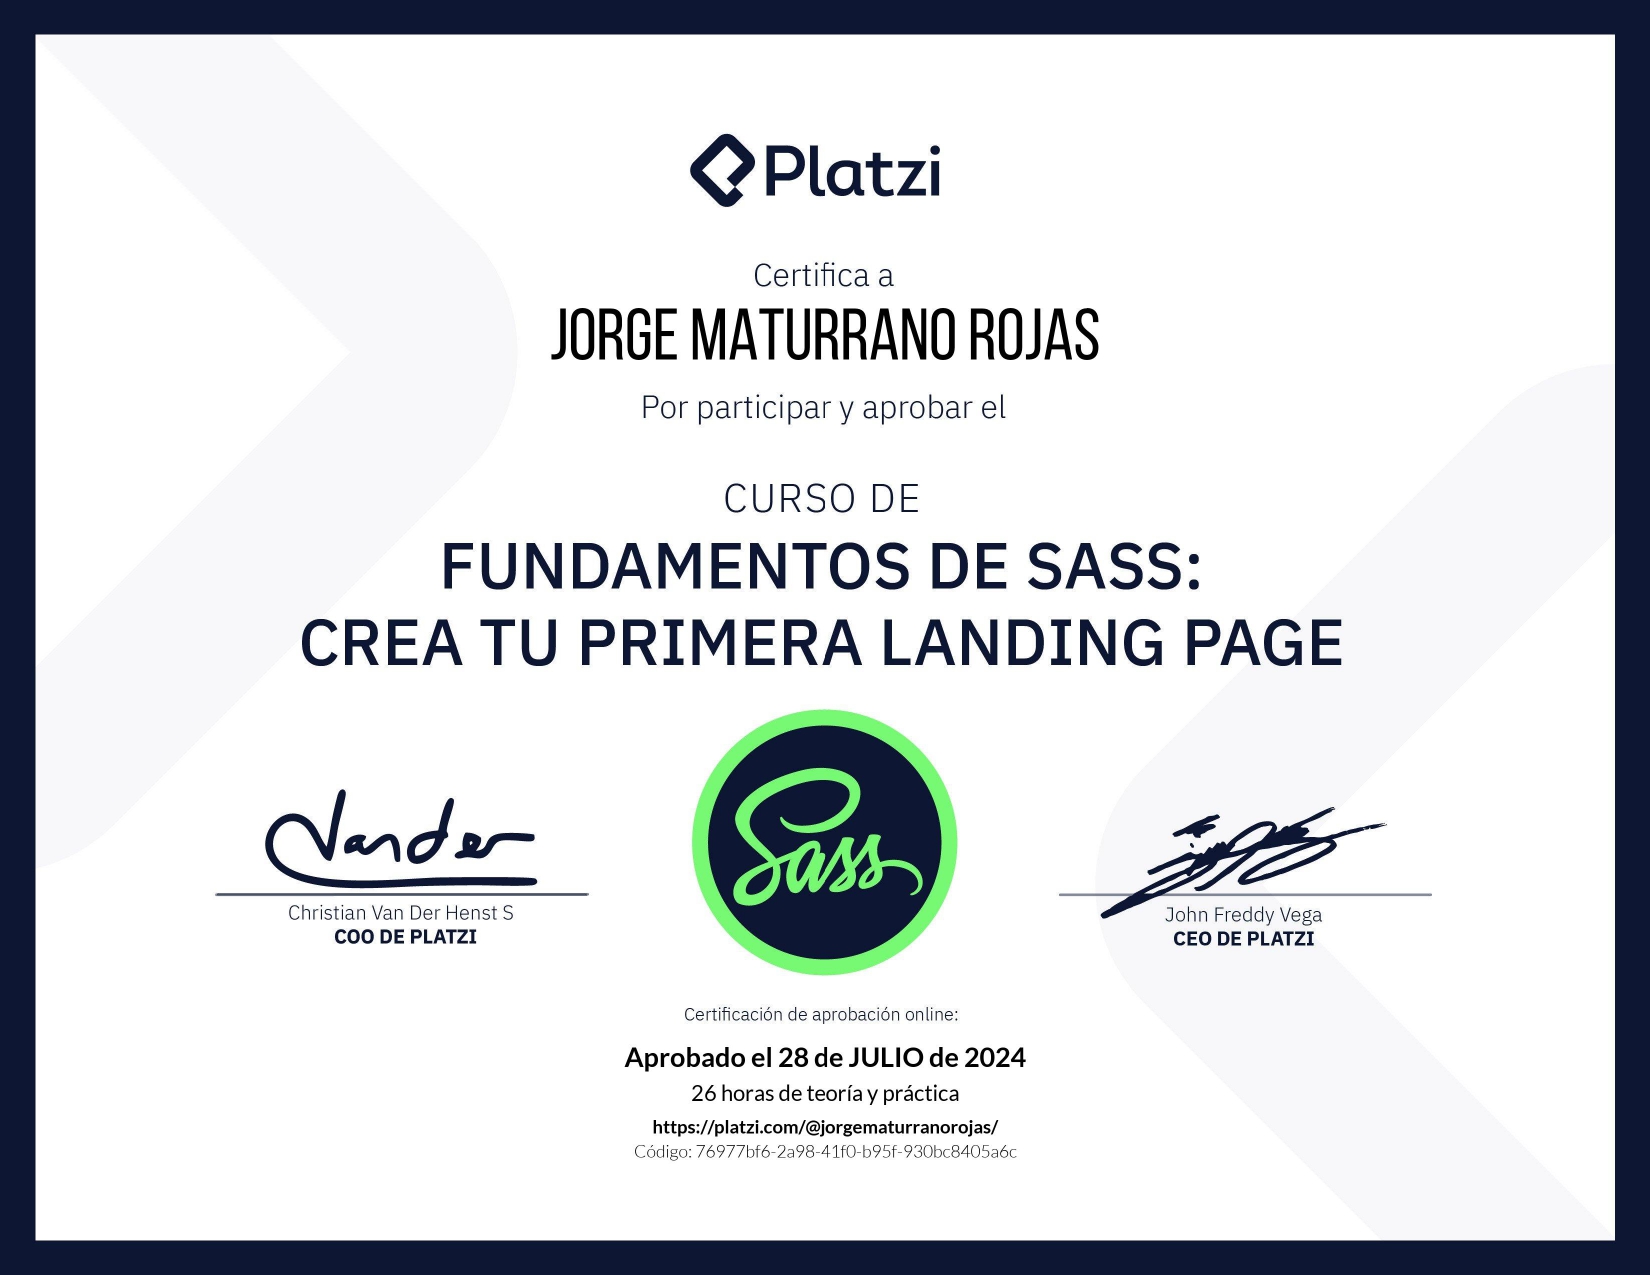 Platzi
Certifica a
JORGE MATURRANO ROJAS
Por participar y aprobar el
CURSO DE
FUNDAMENTOS DE SASS:
CREA TU PRIMERA LANDING PAGE
Sass
Vander
Christian Van Der Henst S
COO DE PLATZI
John Freddy Vega
CEO DE PLATZI
Certificación de aprobación online:
Aprobado el 28 de JULIO de 2024
26 horas de teoría y práctica
https://platzi.com/@jorgematurranorojas/
Código: 76977bf6-2a98-41f0-b95f-930bc8405a6c